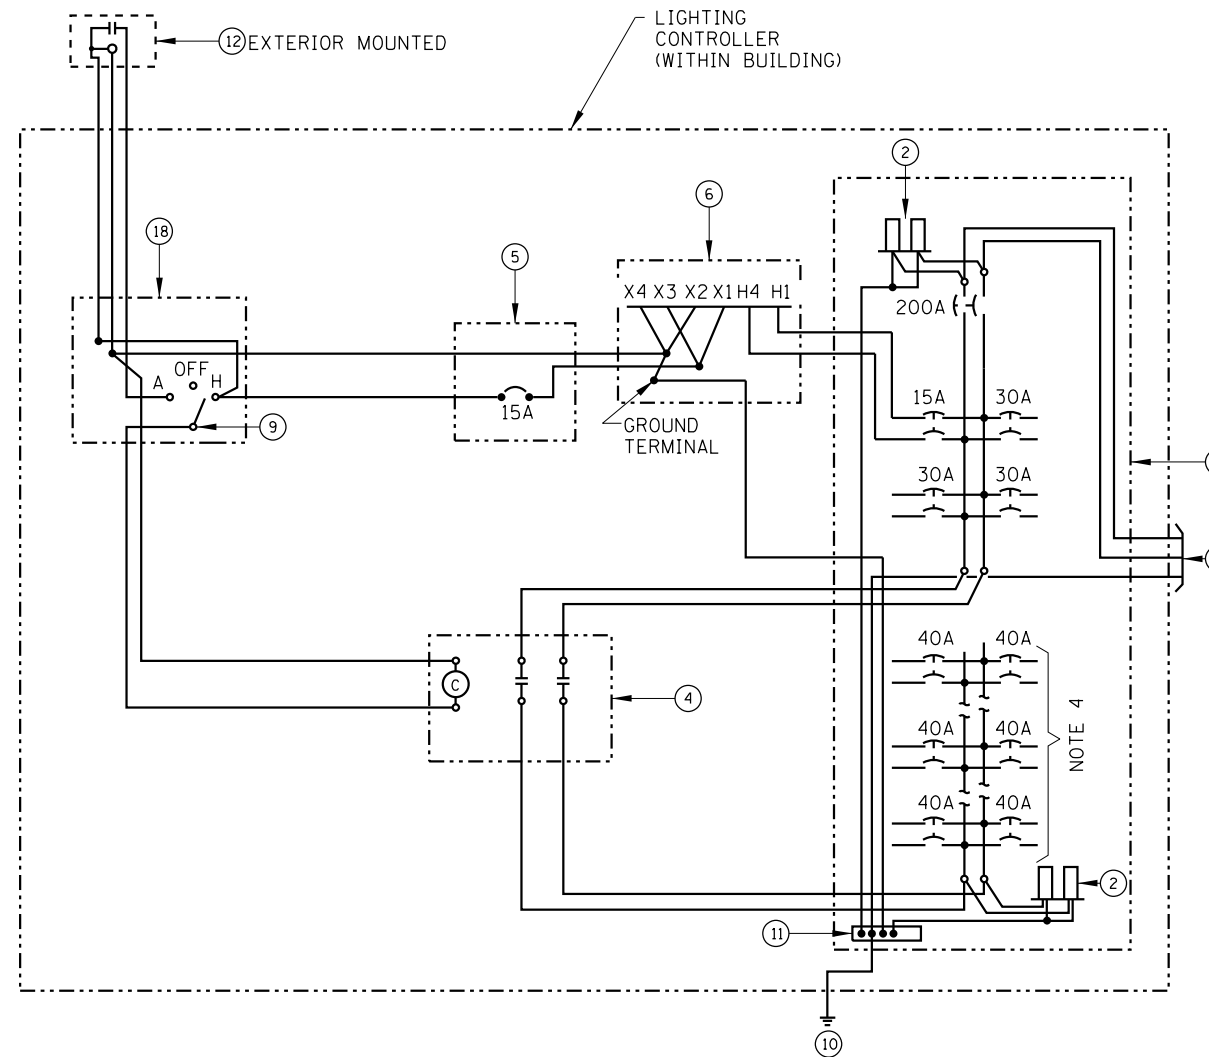 LIGHTING
CONTROLLER
(WITHIN BUILDING)
12 EXTERIOR MOUNTED
2
6
18
5
X4 X3 X2 X1 H4 H1
200A
OFF
A H
15A
9
GROUND
TERMINAL
15A 30A
30A 30A
40A 40A
C
4
40A 40A
NOTE 4
40A 40A
2
11
10